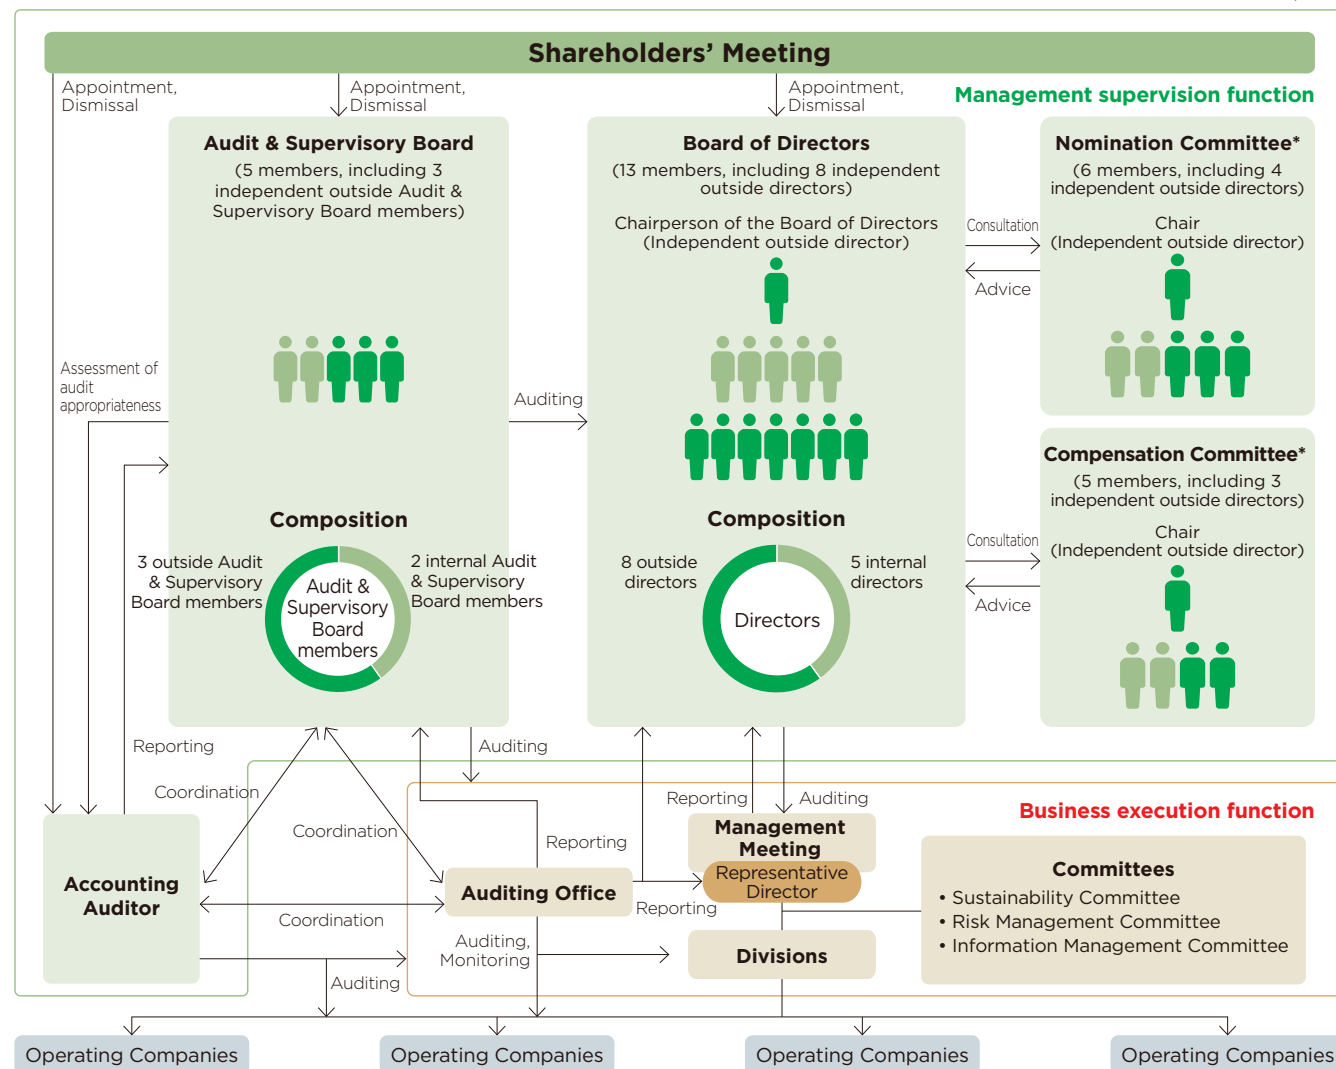 Shareholders’ Meeting
Appointment,
Dismissal
Appointment,
Dismissal
Appointment,
Dismissal
Management supervision function
Audit & Supervisory Board
(5 members, including 3
independent outside Audit &
Supervisory Board members)
Board of Directors
(13 members, including 8 independent
outside directors)
Chairperson of the Board of Directors
(Independent outside director)
Nomination Committee*
(6 members, including 4
independent outside directors)
Chair
(Independent outside director)
Consultation
Advice
Assessment of
audit
appropriateness
Auditing
Compensation Committee*
(5 members, including 3
independent outside directors)
Chair
(Independent outside director)
Consultation
Advice
Composition
3 outside Audit
& Supervisory
Board members
2 internal Audit
& Supervisory
Board members
Audit &
Supervisory
Board
members
Composition
8 outside
directors
5 internal
directors
Directors
Reporting
Auditing
Coordination
Coordination
Reporting
Reporting
Auditing
Business execution function
Management
Meeting
Representative
Director
Accounting
Auditor
Auditing Office
Reporting
Coordination
Auditing,
Monitoring
Divisions
Auditing
Committees
• Sustainability Committee
• Risk Management Committee
• Information Management Committee
Operating Companies
Operating Companies
Operating Companies
Operating Companies